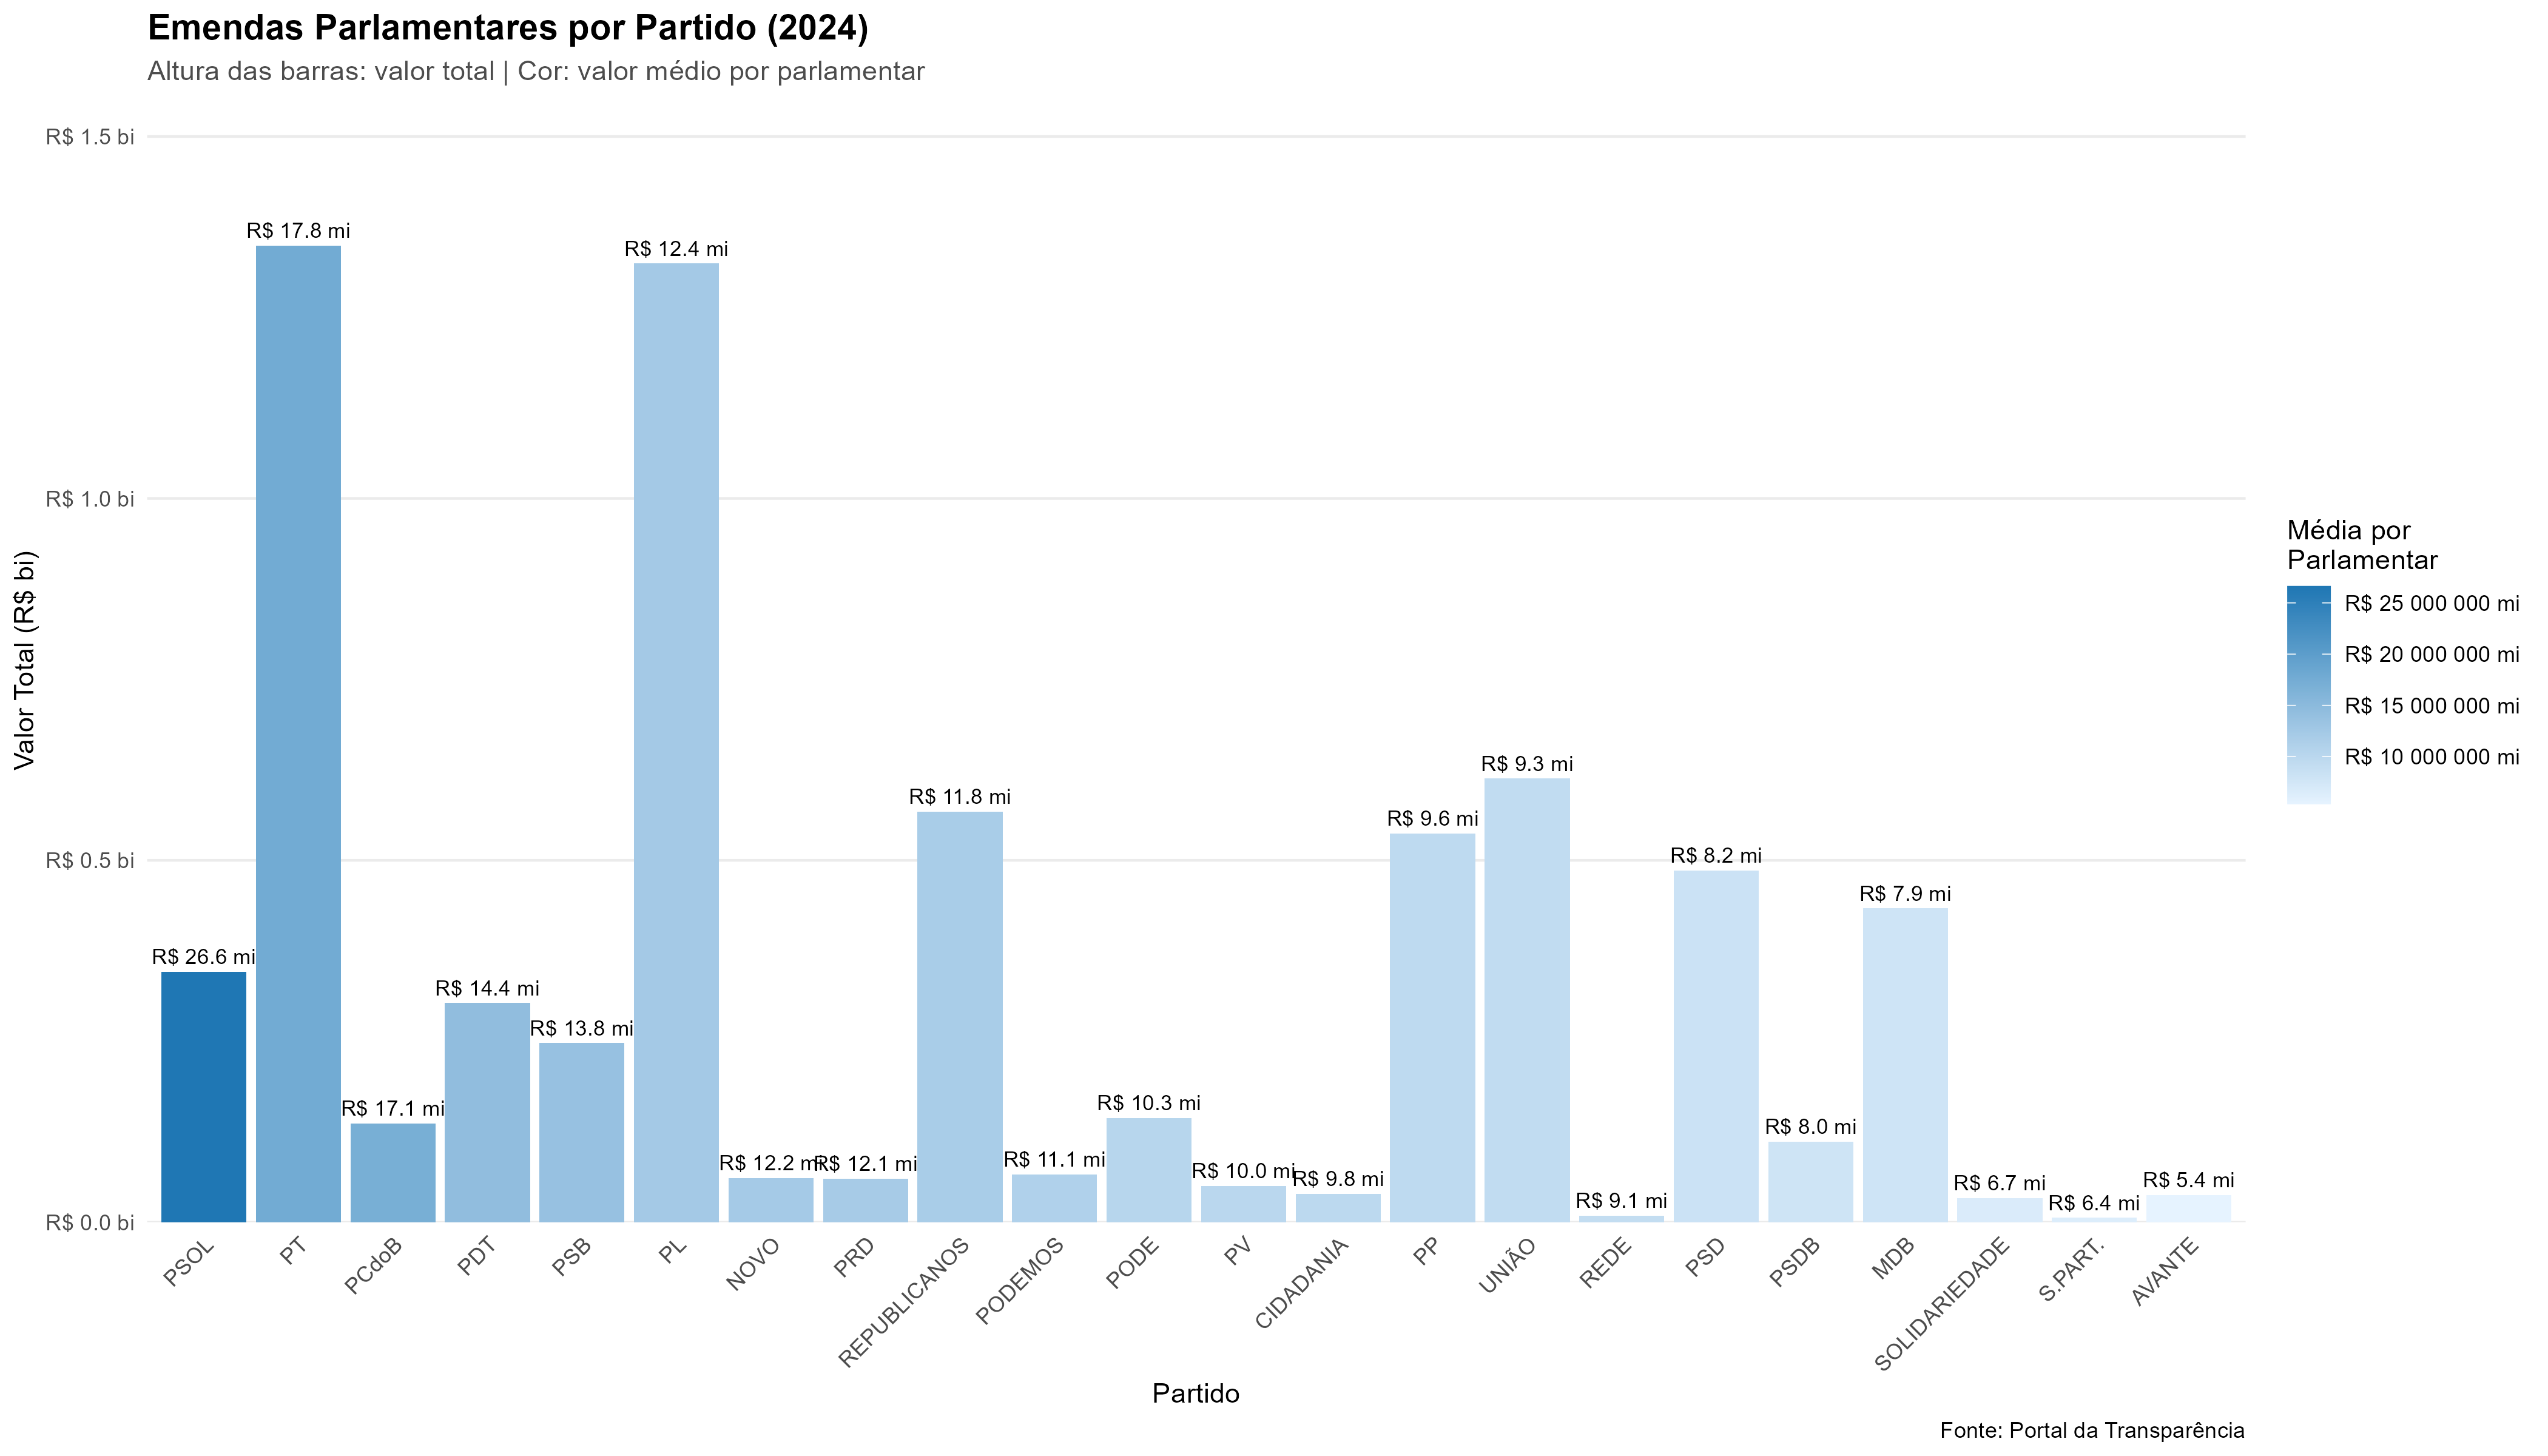 Emendas Parlamentares por Partido (2024)
Altura das barras: valor total | Cor: valor médio por parlamentar
Valor Total (R$ bi)
R$ 1.5 bi
R$ 1.0 bi
R$ 0.5 bi
R$ 0.0 bi
R$ 26.6 mi
R$ 17.8 mi
R$ 17.1 mi
R$ 14.4 mi
R$ 13.8 mi
R$ 12.4 mi
R$ 12.2 mi
R$ 12.1 mi
R$ 11.8 mi
R$ 11.1 mi
R$ 10.3 mi
R$ 10.0 mi
R$ 9.8 mi
R$ 9.6 mi
R$ 9.3 mi
R$ 9.1 mi
R$ 8.2 mi
R$ 8.0 mi
R$ 7.9 mi
R$ 6.7 mi
R$ 6.4 mi
R$ 5.4 mi
PSOL
PT
PCdoB
PDT
PSB
PL
NOVO
PRD
REPUBLICANOS
PODEMOS
PODE
PV
CIDADANIA
PP
UNIÃO
REDE
PSD
PSDB
MDB
SOLIDARIEDADE
S.PART.
AVANTE
Partido
Média por
Parlamentar
R$ 25 000 000 mi
R$ 20 000 000 mi
R$ 15 000 000 mi
R$ 10 000 000 mi
Fonte: Portal da Transparência